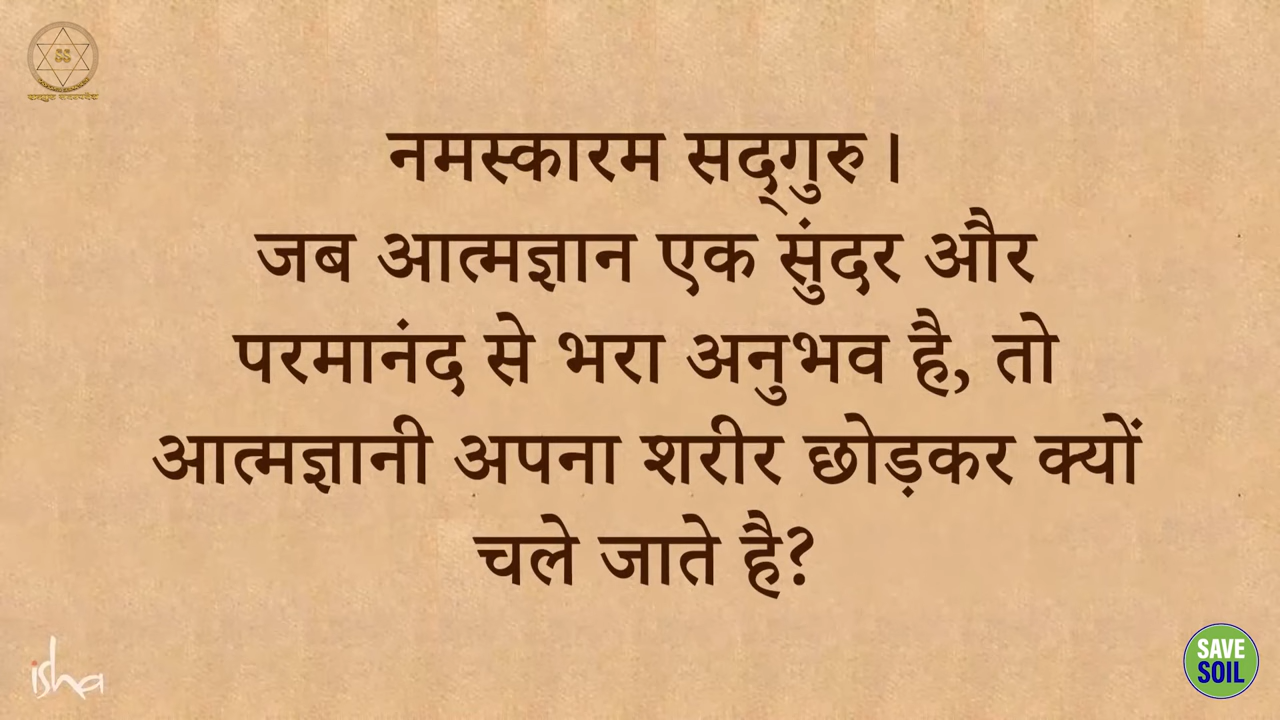 नमस्कारम सद्गुरु।
जब आत्मज्ञान एक सुंदर और
परमानंद से भरा अनुभव है, तो
आत्मज्ञानी अपना शरीर छोड़कर क्यों
चले जाते है?
isha
SAVE
SOIL